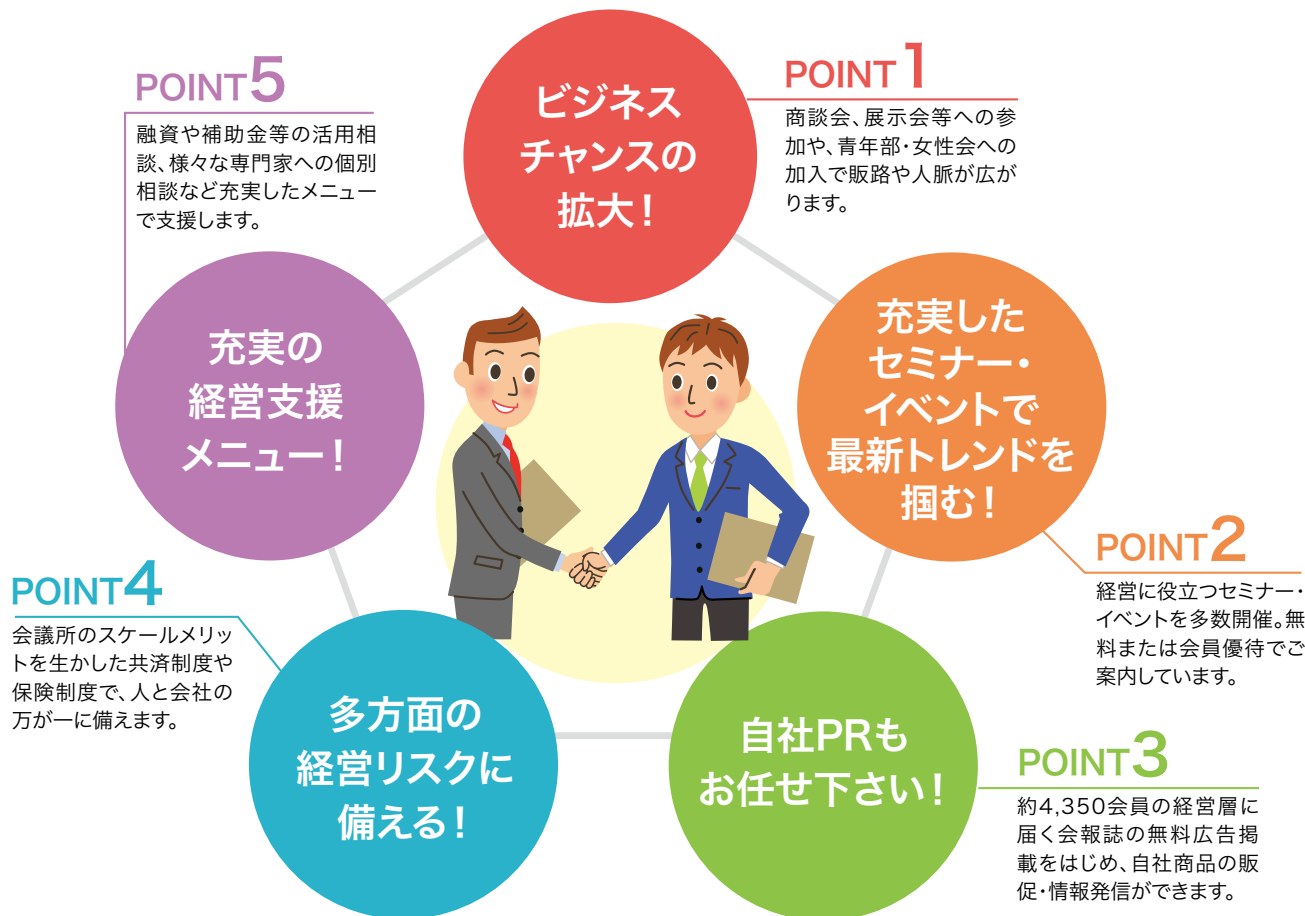 POINT1
ビジネス
チャンスの
拡大!
商談会、展示会等への参
加や、青年部・女性会への
加入で販路や人脈が広が
ります。
POINT2
充実した
セミナー・
イベントで
最新トレンドを
掴む!
経営に役立つセミナー・
イベントを多数開催。無
料または会員優待でご
案内しています。
POINT3
自社PRも
お任せ下さい!
約4,350会員の経営層に
届く会報誌の無料広告掲
載をはじめ、自社商品の販
促・情報発信ができます。
POINT4
多方面の
経営リスクに
備える!
会議所のスケールメリッ
トを生かした共済制度や
保険制度で、人と会社の
万が一に備えます。
POINT5
充実の
経営支援
メニュー!
融資や補助金等の活用相
談、様々な専門家への個別
相談など充実したメニュー
で支援します。